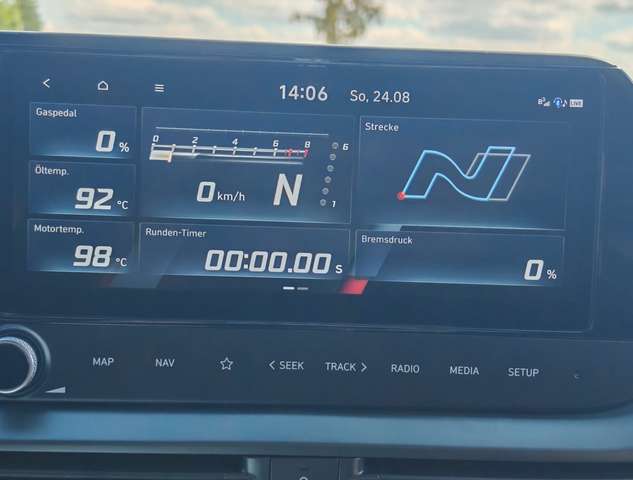 14:06 So, 24.08 LIVE
Gaspedal
0 %
0 2 4 6 8
6
1
0 km/h N
Strecke
Öltemp.
92 °C
Motortemp.
98 °C
Runden-Timer
00:00.00 S
Bremsdruck
0 %
MAP NAV SEEK TRACK RADIO MEDIA SETUP